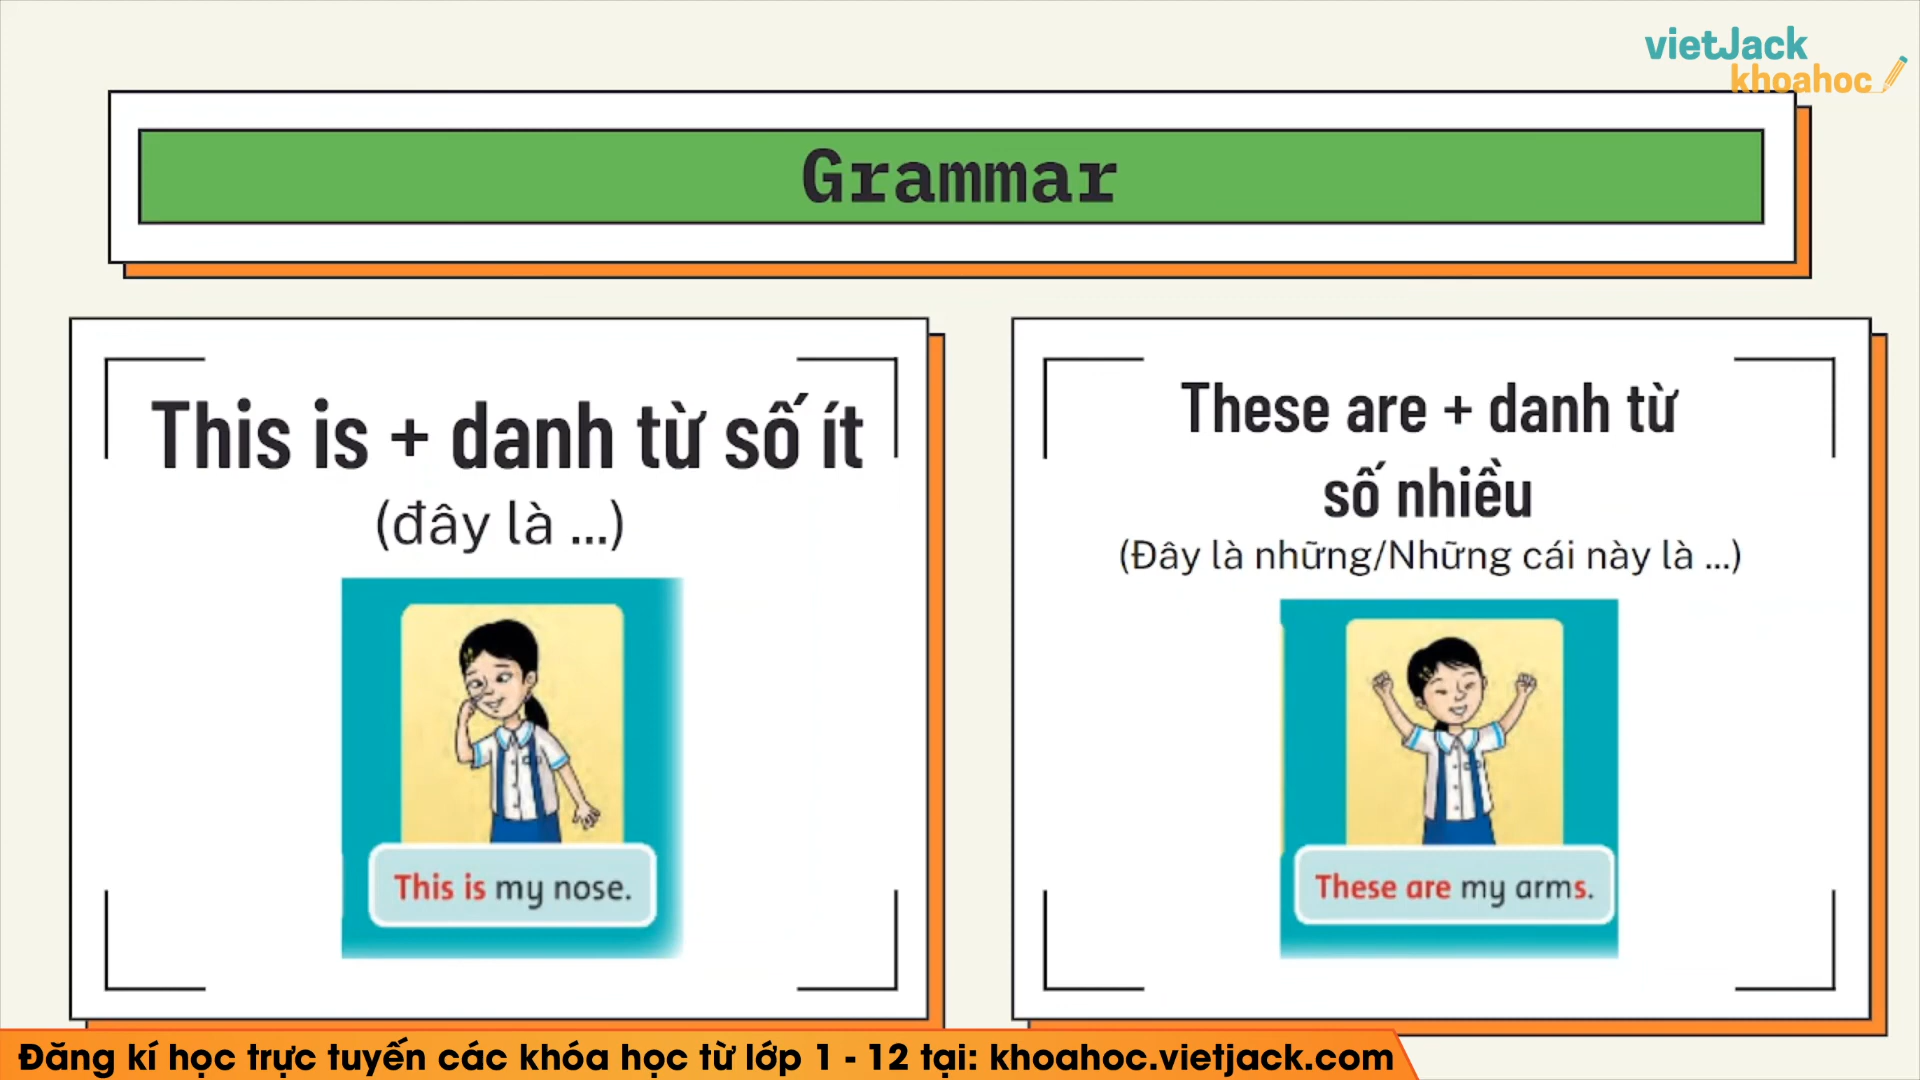 vietJack
khoahoc
Grammar
This is + danh từ số ít
(đây là ...)
This is my nose.
These are + danh từ
số nhiều
(Đây là những/Những cái này là ...)
These are my arms.
Đăng kí học trực tuyến các khóa học từ lớp 1 - 12 tại: khoahoc.vietjack.com